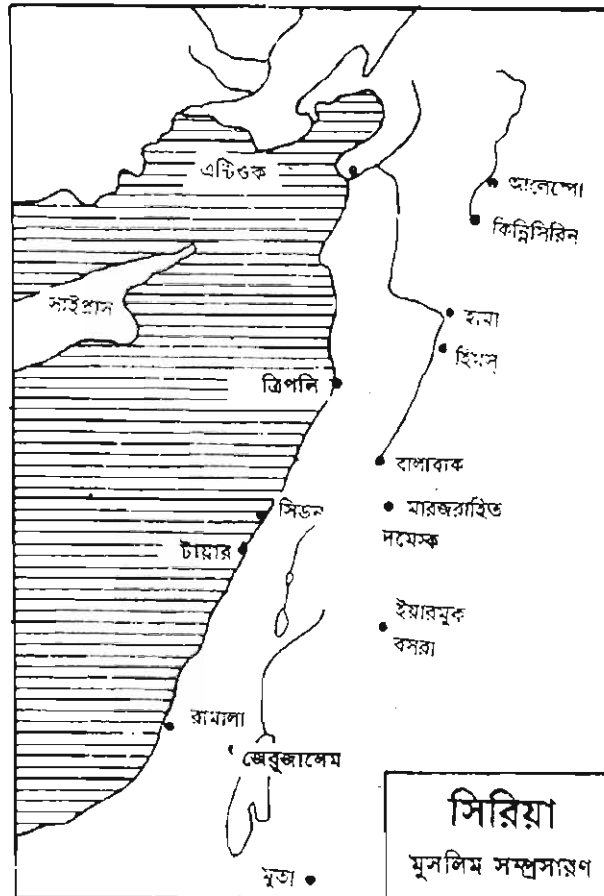 এন্টিওক
আলেপ্পো
কিন্নিসিরিন
সাইপ্রাস
হামা
হিমস্
ত্রিপলি
বালাবাক
সিডন
মারজরাহিত
দমেস্ক
টায়ার
ইয়ারমুক
বসরা
রামালা
জেরুজালেম
মুতা
সিরিয়া
মুসলিম সম্প্রসারণ